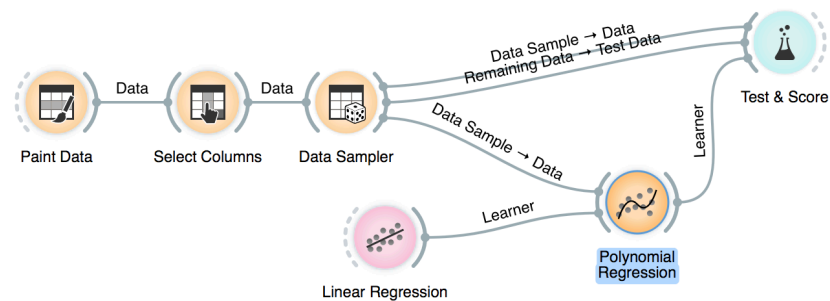 Data Sample → Data
Remaining Data → Test Data
Data
Data
Test & Score
Paint Data
Select Columns
Data Sampler
Data Sample → Data
Learner
Learner
Polynomial
Regression
Linear Regression